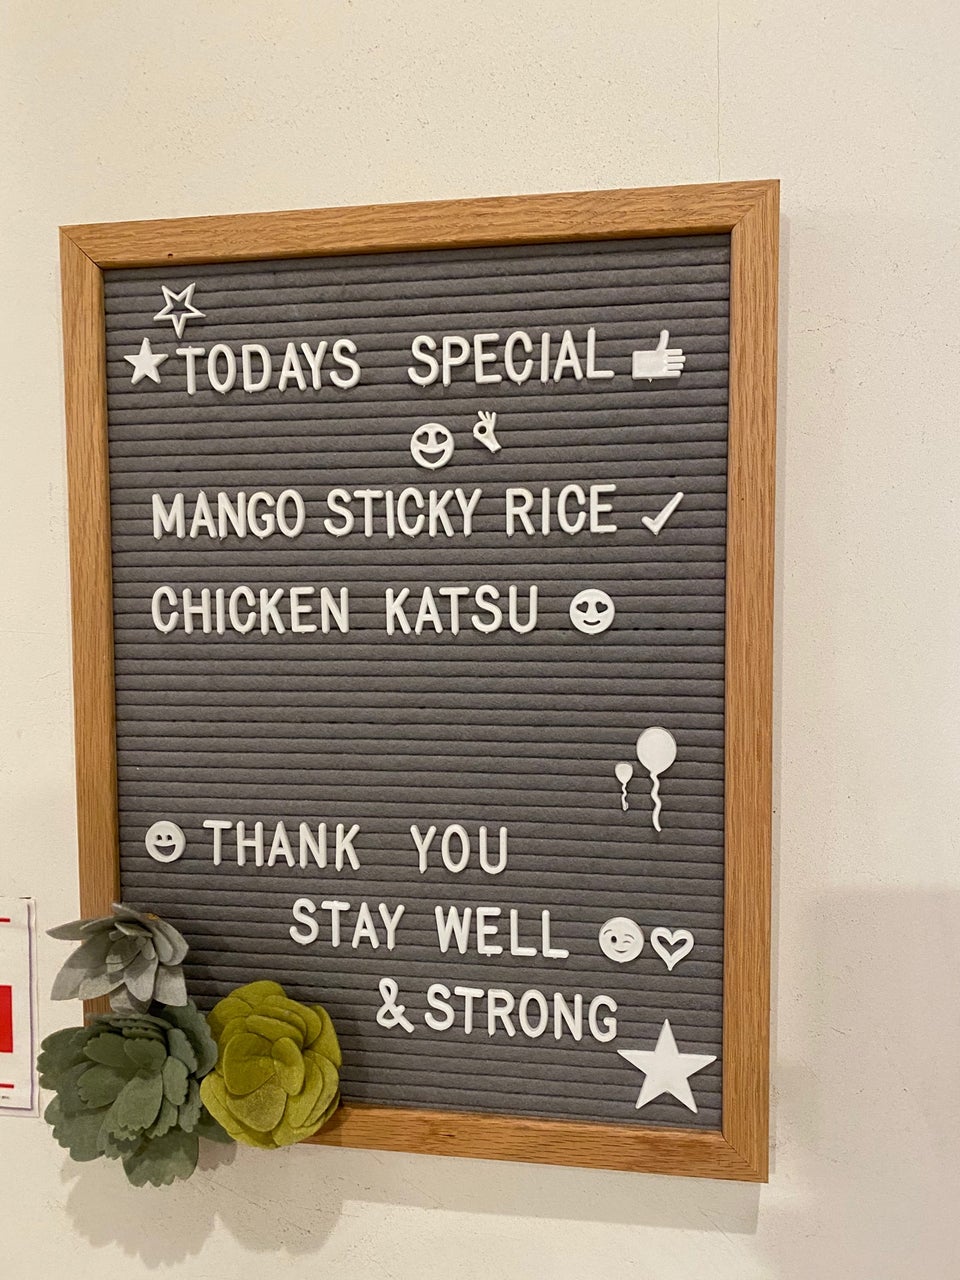 TODAYS SPECIAL
MANGO STICKY RICE
CHICKEN KATSU
THANK YOU
STAY WELL
& STRONG